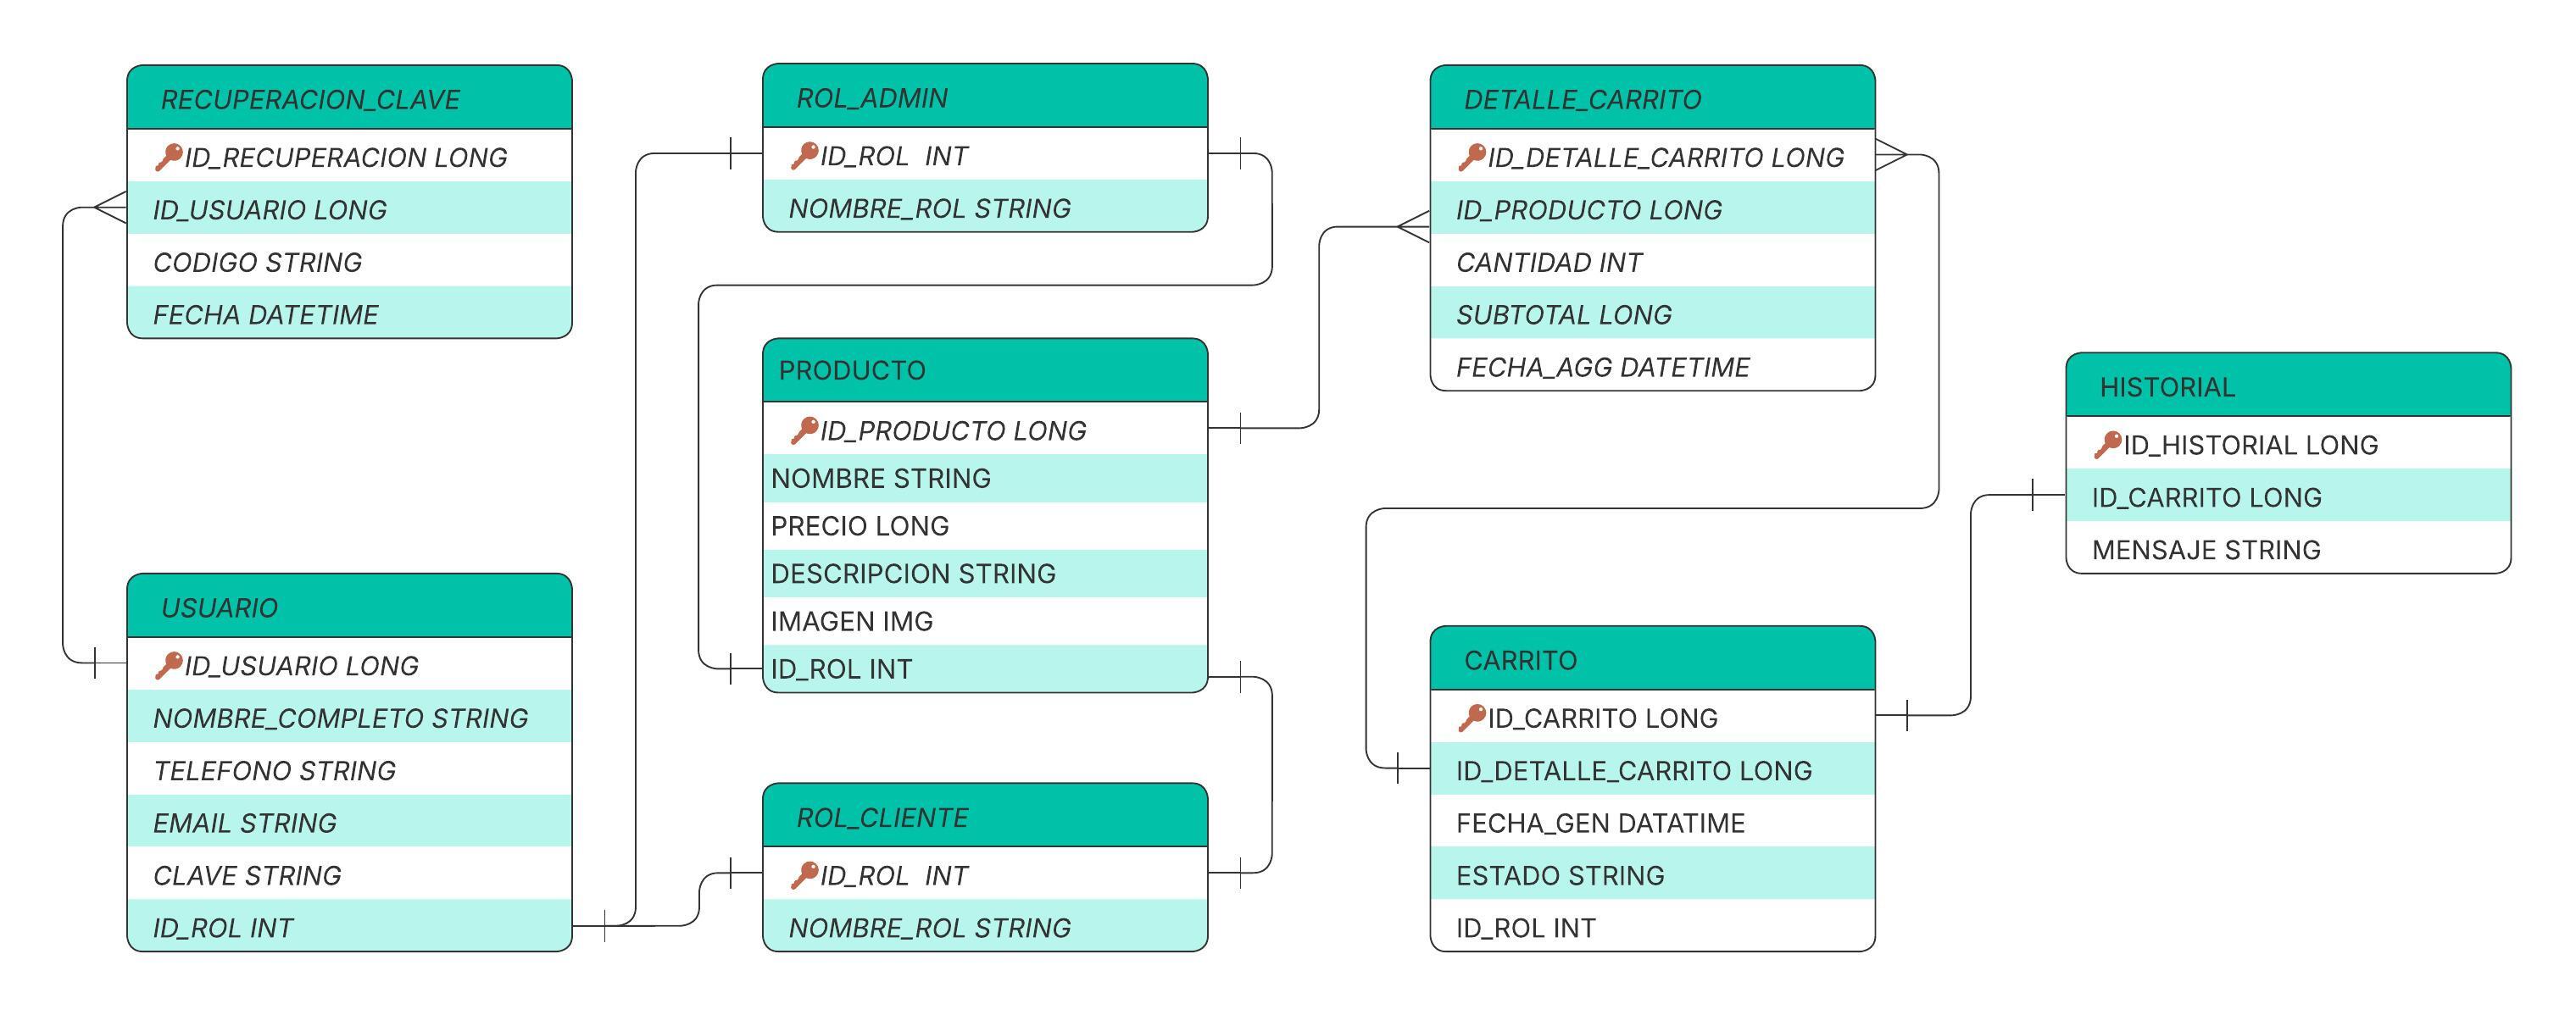 RECUPERACION_CLAVE
ID_RECUPERACION LONG
ID_USUARIO LONG
CODIGO STRING
FECHA DATETIME
USUARIO
ID_USUARIO LONG
NOMBRE_COMPLETO STRING
TELEFONO STRING
EMAIL STRING
CLAVE STRING
ID_ROL INT
ROL_ADMIN
ID_ROL INT
NOMBRE_ROL STRING
PRODUCTO
ID_PRODUCTO LONG
NOMBRE STRING
PRECIO LONG
DESCRIPCION STRING
IMAGEN IMG
ID_ROL INT
ROL_CLIENTE
ID_ROL INT
NOMBRE_ROL STRING
DETALLE_CARRITO
ID_DETALLE_CARRITO LONG
ID_PRODUCTO LONG
CANTIDAD INT
SUBTOTAL LONG
FECHA_AGG DATETIME
CARRITO
ID_CARRITO LONG
ID_DETALLE_CARRITO LONG
FECHA_GEN DATATIME
ESTADO STRING
ID_ROL INT
HISTORIAL
ID_HISTORIAL LONG
ID_CARRITO LONG
MENSAJE STRING